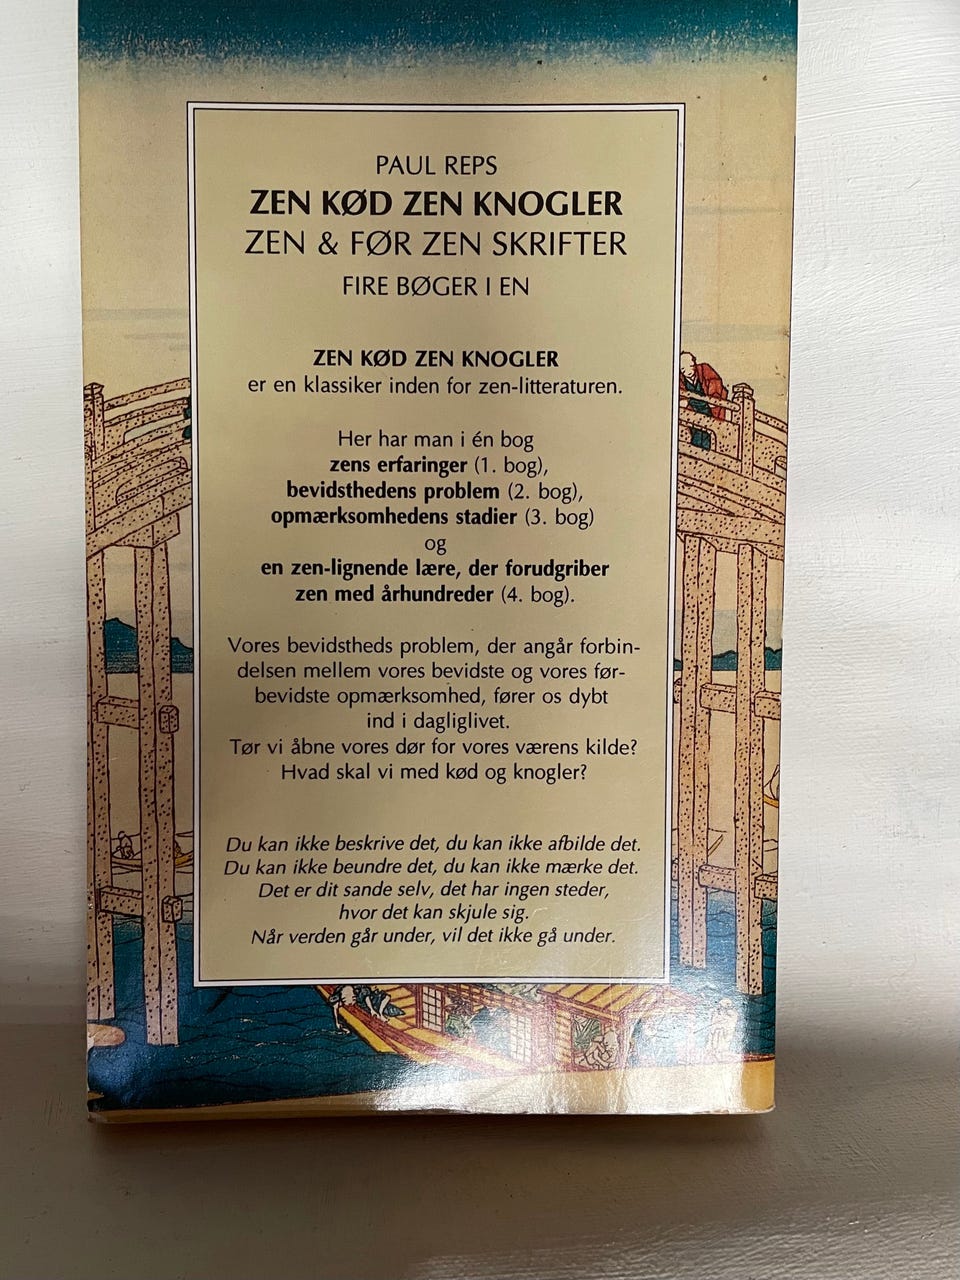 PAUL REPS
ZEN KØD ZEN KNOGLER
ZEN & FØR ZEN SKRIFTER
FIRE BØGER I EN
ZEN KØD ZEN KNOGLER
er en klassiker inden for zen-litteraturen.
Her har man i én bog
zens erfaringer (1. bog),
bevidsthedens problem (2. bog),
opmærksomhedens stadier (3. bog)
og
en zen-lignende lære, der forudgriber
zen med århundreder (4. bog).
Vores bevidstheds problem, der angår forbin-
delsen mellem vores bevidste og vores før-
bevidste opmærksomhed, fører os dybt
ind i dagliglivet.
Tør vi åbne vores dør for vores værens kilde?
Hvad skal vi med kød og knogler?
Du kan ikke beskrive det, du kan ikke afbilde det.
Du kan ikke beundre det, du kan ikke mærke det.
Det er dit sande selv, det har ingen steder,
hvor det kan skjule sig.
Når verden går under, vil det ikke gå under.